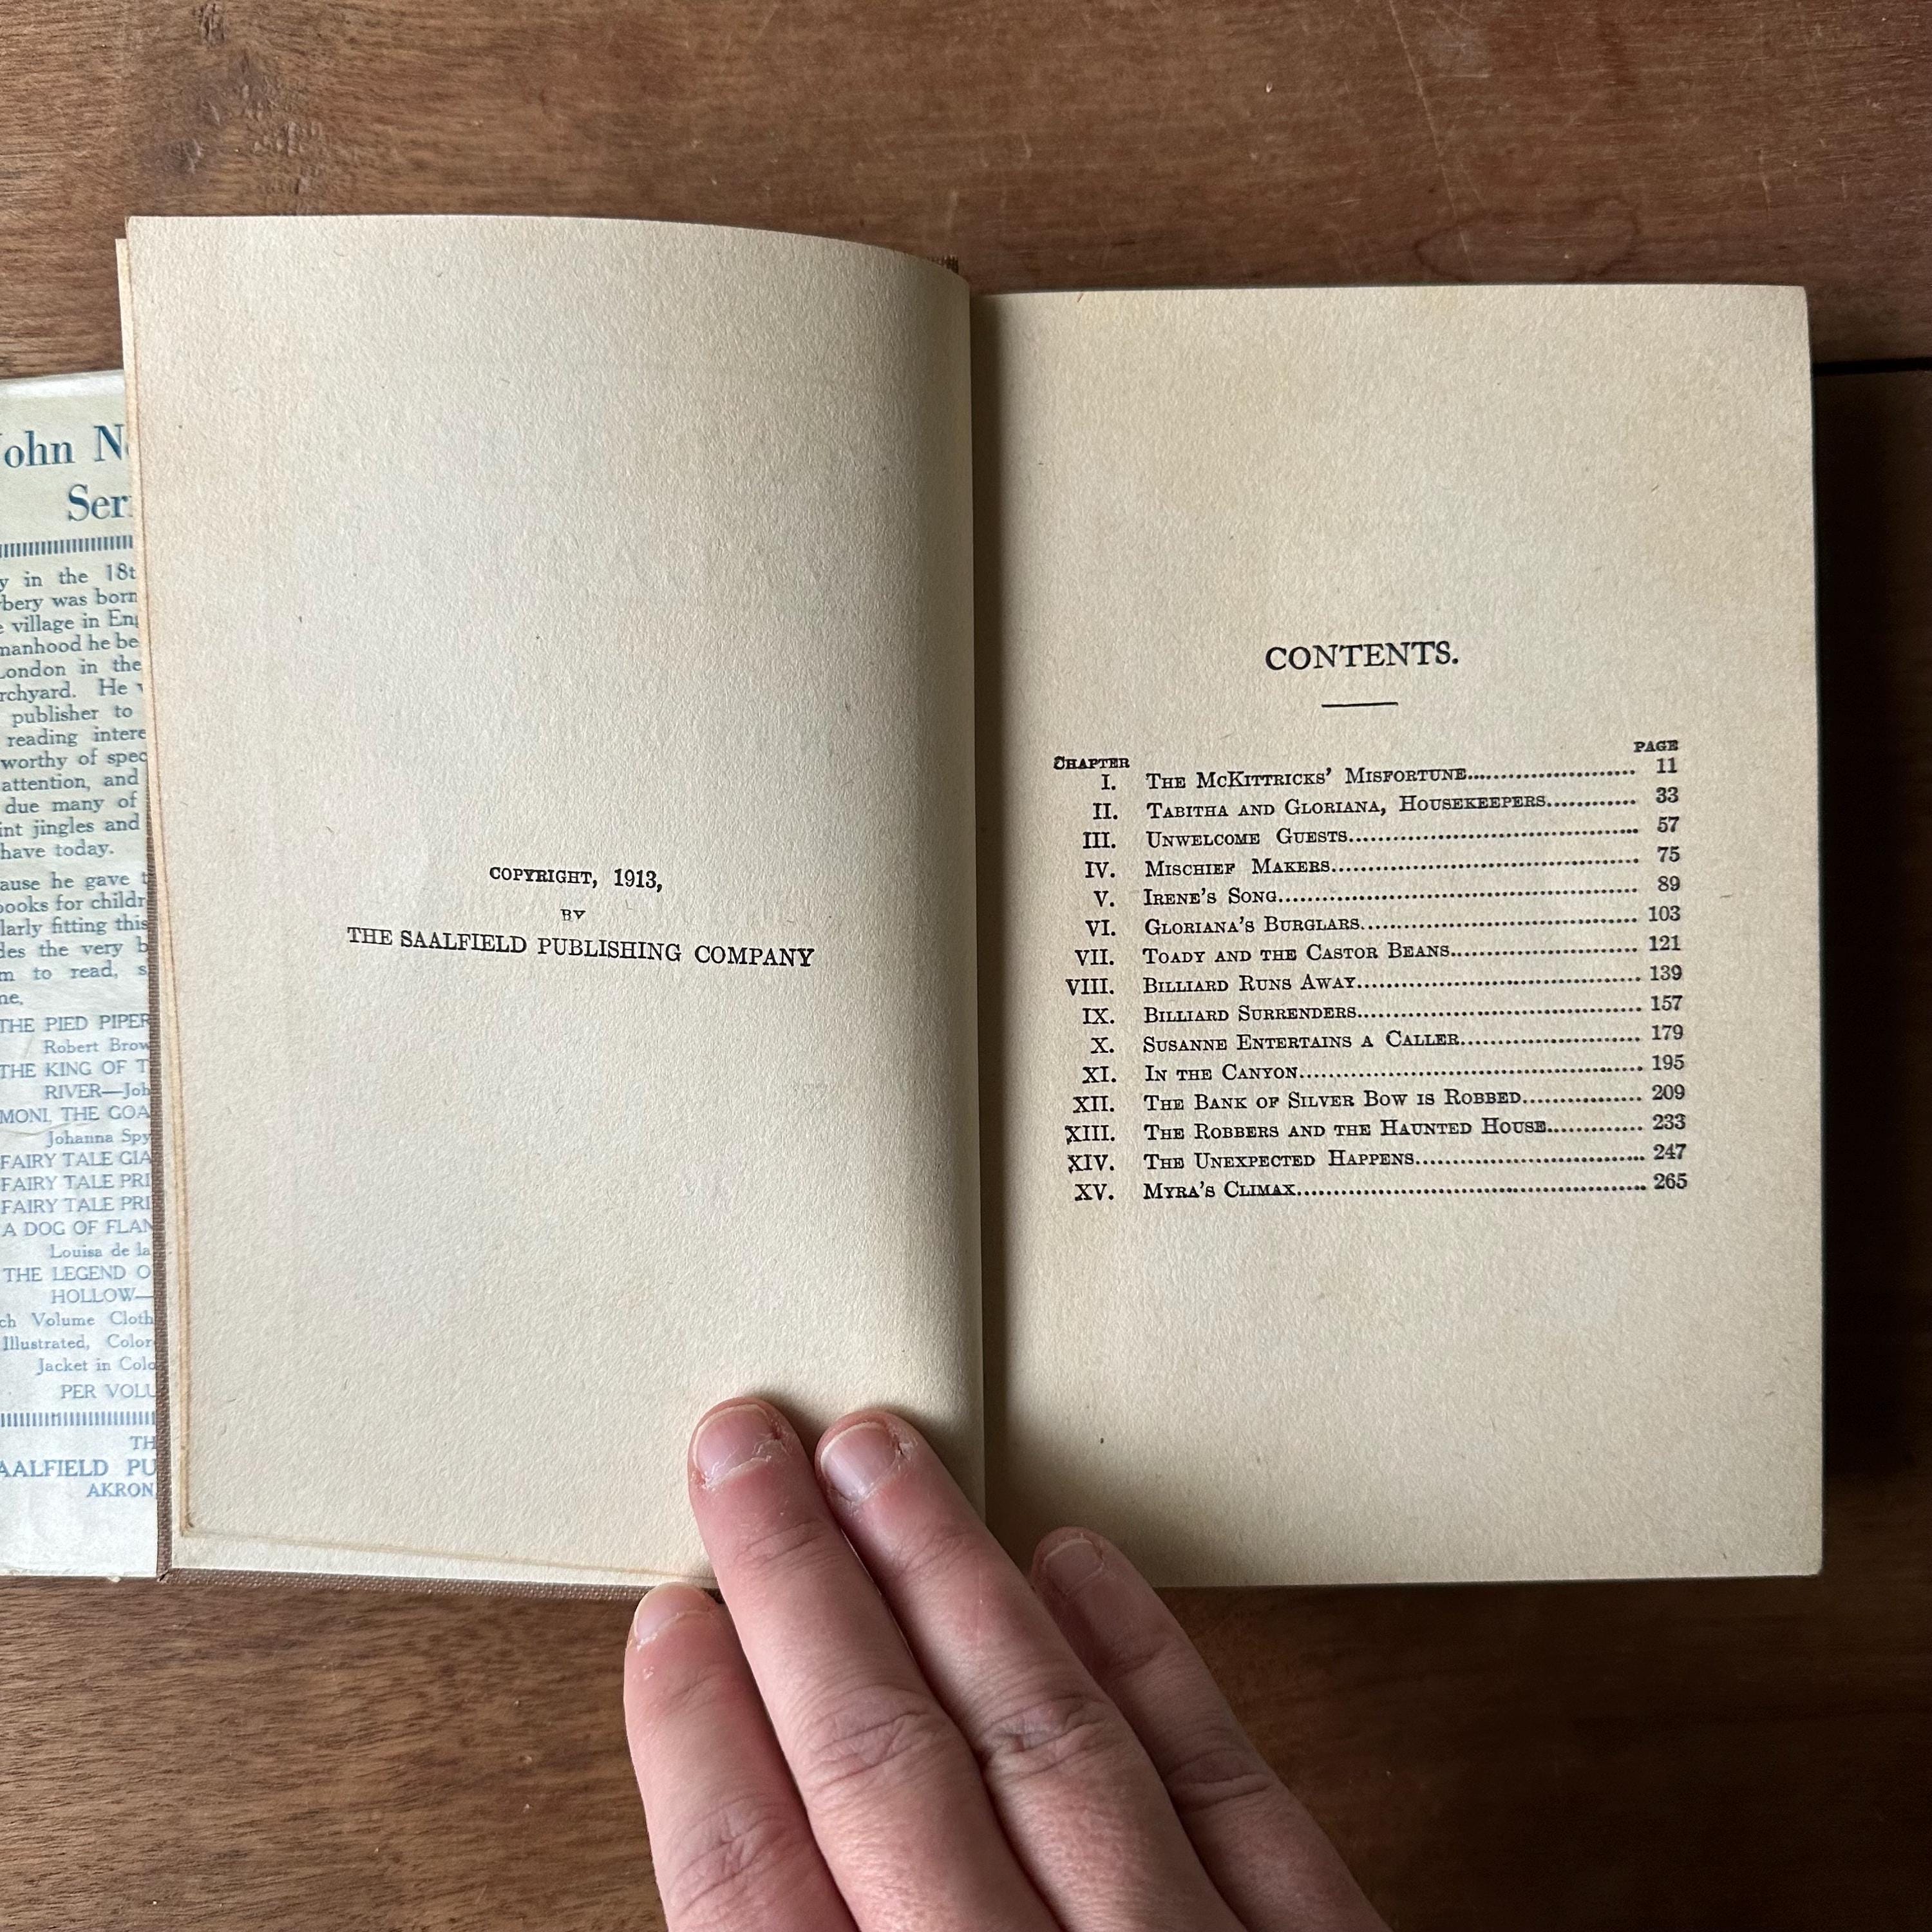 John
y in the 18t
bery was born
village in
manhood he be
London in the
rchyard. He
publisher to
reading intere
worthy of spec
attention, and
due many of
int jingles and
have today.
ause he gave t
books for childr
larly fitting this
des the very b
m to read, s
ne,
THE PIED PIPER
Robert Brow
THE KING OF T
RIVER—Joh
MONI, THE GOA
Johanna Spy
FAIRY TALE GIA
FAIRY TALE PRI
FAIRY TALE PRI
A DOG OF FLAN
Louisa de la
THE LEGEND O
HOLLOW—
ch Volume Cloth
Illustrated, Color
Jacket in Colo
PER VOLU
TH
AALFIELD PU
AKRON,
COPYRIGHT, 1913,
BY
THE SAALFIELD PUBLISHING COMPANY
CONTENTS.
CHAPTER PAGE
I. THE MCKITTRICKS' MISFORTUNE.................... 11
II. TABITHA AND GLORIANA, HOUSEKEEPERS............ 33
III. UNWELCOME GUESTS........................................ 57
IV. MISCHIEF MAKERS.......................................... 75
V. IRENE'S SONG................................................. 89
VI. GLORIANA'S BURGLARS..................................... 103
VII. TOADY AND THE CASTOR BEANS......................... 121
VIII. BILLIARD RUNS AWAY..................................... 139
IX. BILLIARD SURRENDERS..................................... 157
X. SUSANNE ENTERTAINS A CALLER........................ 179
XI. IN THE CANYON............................................. 195
XII. THE BANK OF SILVER BOW IS ROBBED................ 209
XIII. THE ROBBERS AND THE HAUNTED HOUSE............. 233
XIV. THE UNEXPECTED HAPPENS............................... 247
XV. MYRA'S CLIMAX............................................. 265